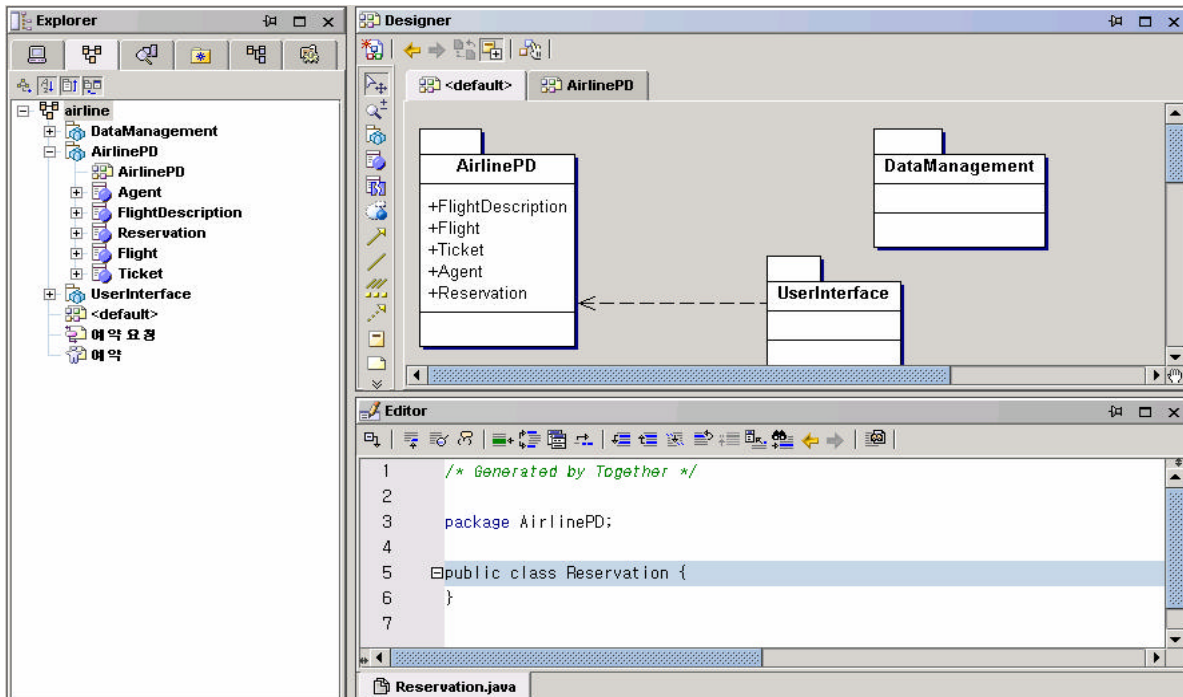 Explorer
airline
DataManagement
AirlinePD
AirlinePD
Agent
FlightDescription
Reservation
Flight
Ticket
UserInterface
<default>
예약 요청
예약
Designer
<default>
AirlinePD
AirlinePD
+FlightDescription
+Flight
+Ticket
+Agent
+Reservation
DataManagement
UserInterface
Editor
1 /* Generated by Together */
2
3 package AirlinePD;
4
5 public class Reservation {
6 }
7
Reservation.java